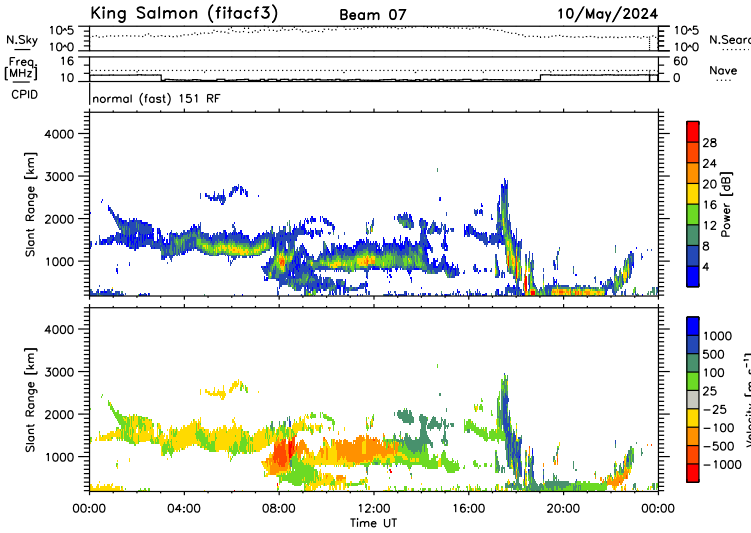 King Salmon (fitacf3) Beam 07 10/May/2024
N.Sky 10^5 10^0 10^5 10^0 N.Sear
Freq. [MHz] 16 10 60 0 Nave
CPID normal (fast) 151 RF
Slant Range [km] 4000 3000 2000 1000
Power [dB] 28 24 20 16 12 8 4
Slant Range [km] 4000 3000 2000 1000
Velocity [m s^-1] 1000 500 100 25 -25 -100 -500 -1000
00:00 04:00 08:00 12:00 16:00 20:00 00:00
Time UT